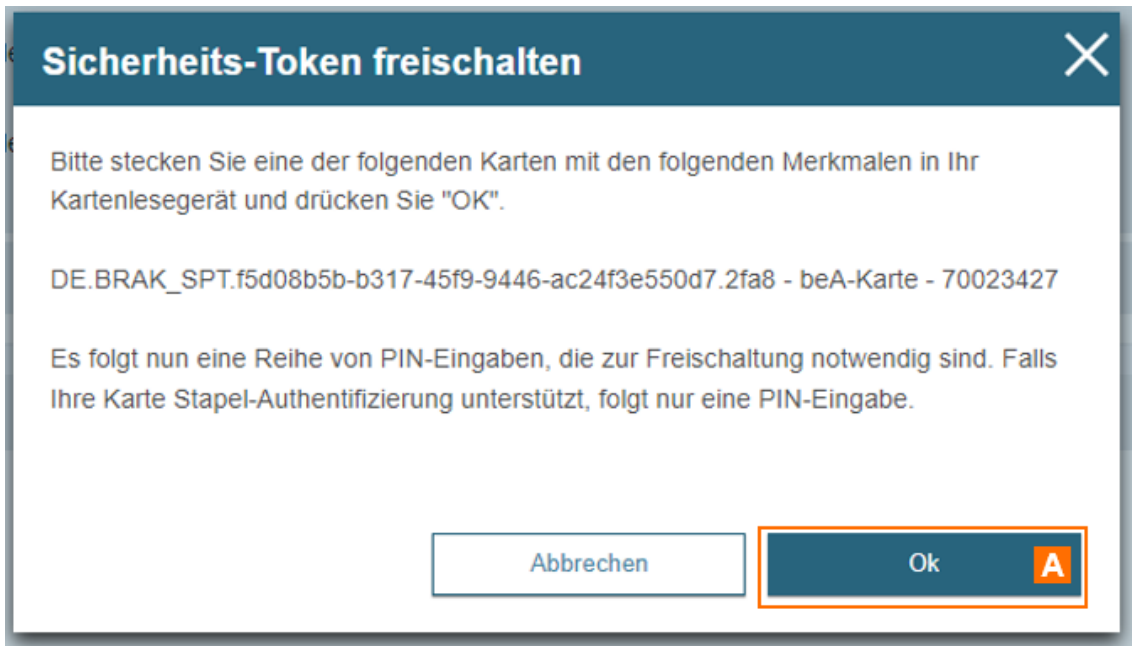 Sicherheits-Token freischalten
Bitte stecken Sie eine der folgenden Karten mit den folgenden Merkmalen in Ihr
Kartenlesegerät und drücken Sie "OK".
DE.BRAK_SPT.f5d08b5b-b317-45f9-9446-ac24f3e550d7.2fa8 - beA-Karte - 70023427
Es folgt nun eine Reihe von PIN-Eingaben, die zur Freischaltung notwendig sind. Falls
Ihre Karte Stapel-Authentifizierung unterstützt, folgt nur eine PIN-Eingabe.
Abbrechen
Ok
A